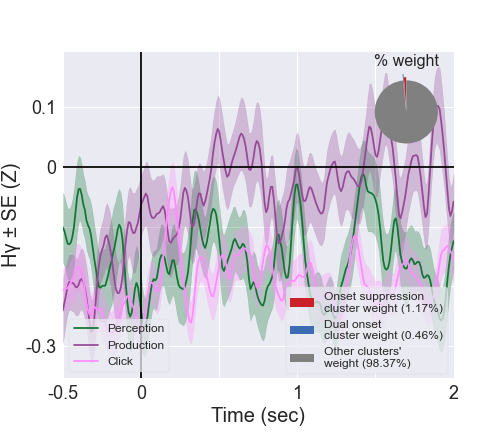 % weight
0.1
0
-0.3
Hγ ± SE (Z)
Perception
Production
Click
Onset suppression
cluster weight (1.17%)
Dual onset
cluster weight (0.46%)
Other clusters'
weight (98.37%)
-0.5
0
1
2
Time (sec)